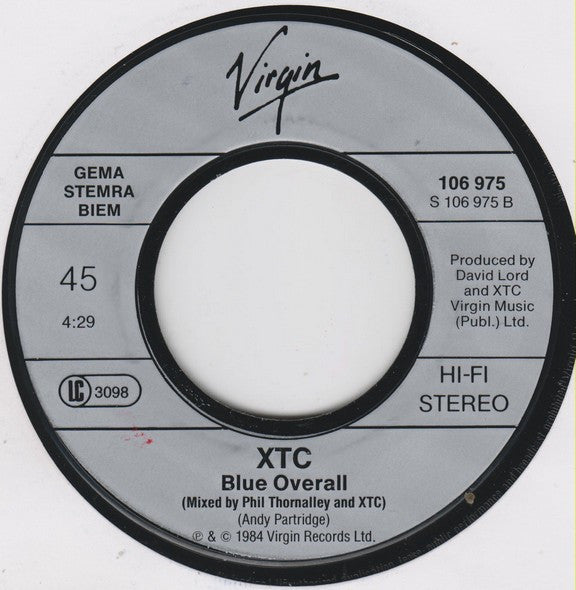 Virgin
GEMA
STEMRA
BIEM
106 975
S 106 975 B
45
4:29
Produced by
David Lord
and XTC
Virgin Music
(Publ.) Ltd.
LC 3098
HI-FI
STEREO
XTC
Blue Overall
(Mixed by Phil Thornalley and XTC)
(Andy Partridge)
℗ & © 1984 Virgin Records Ltd.